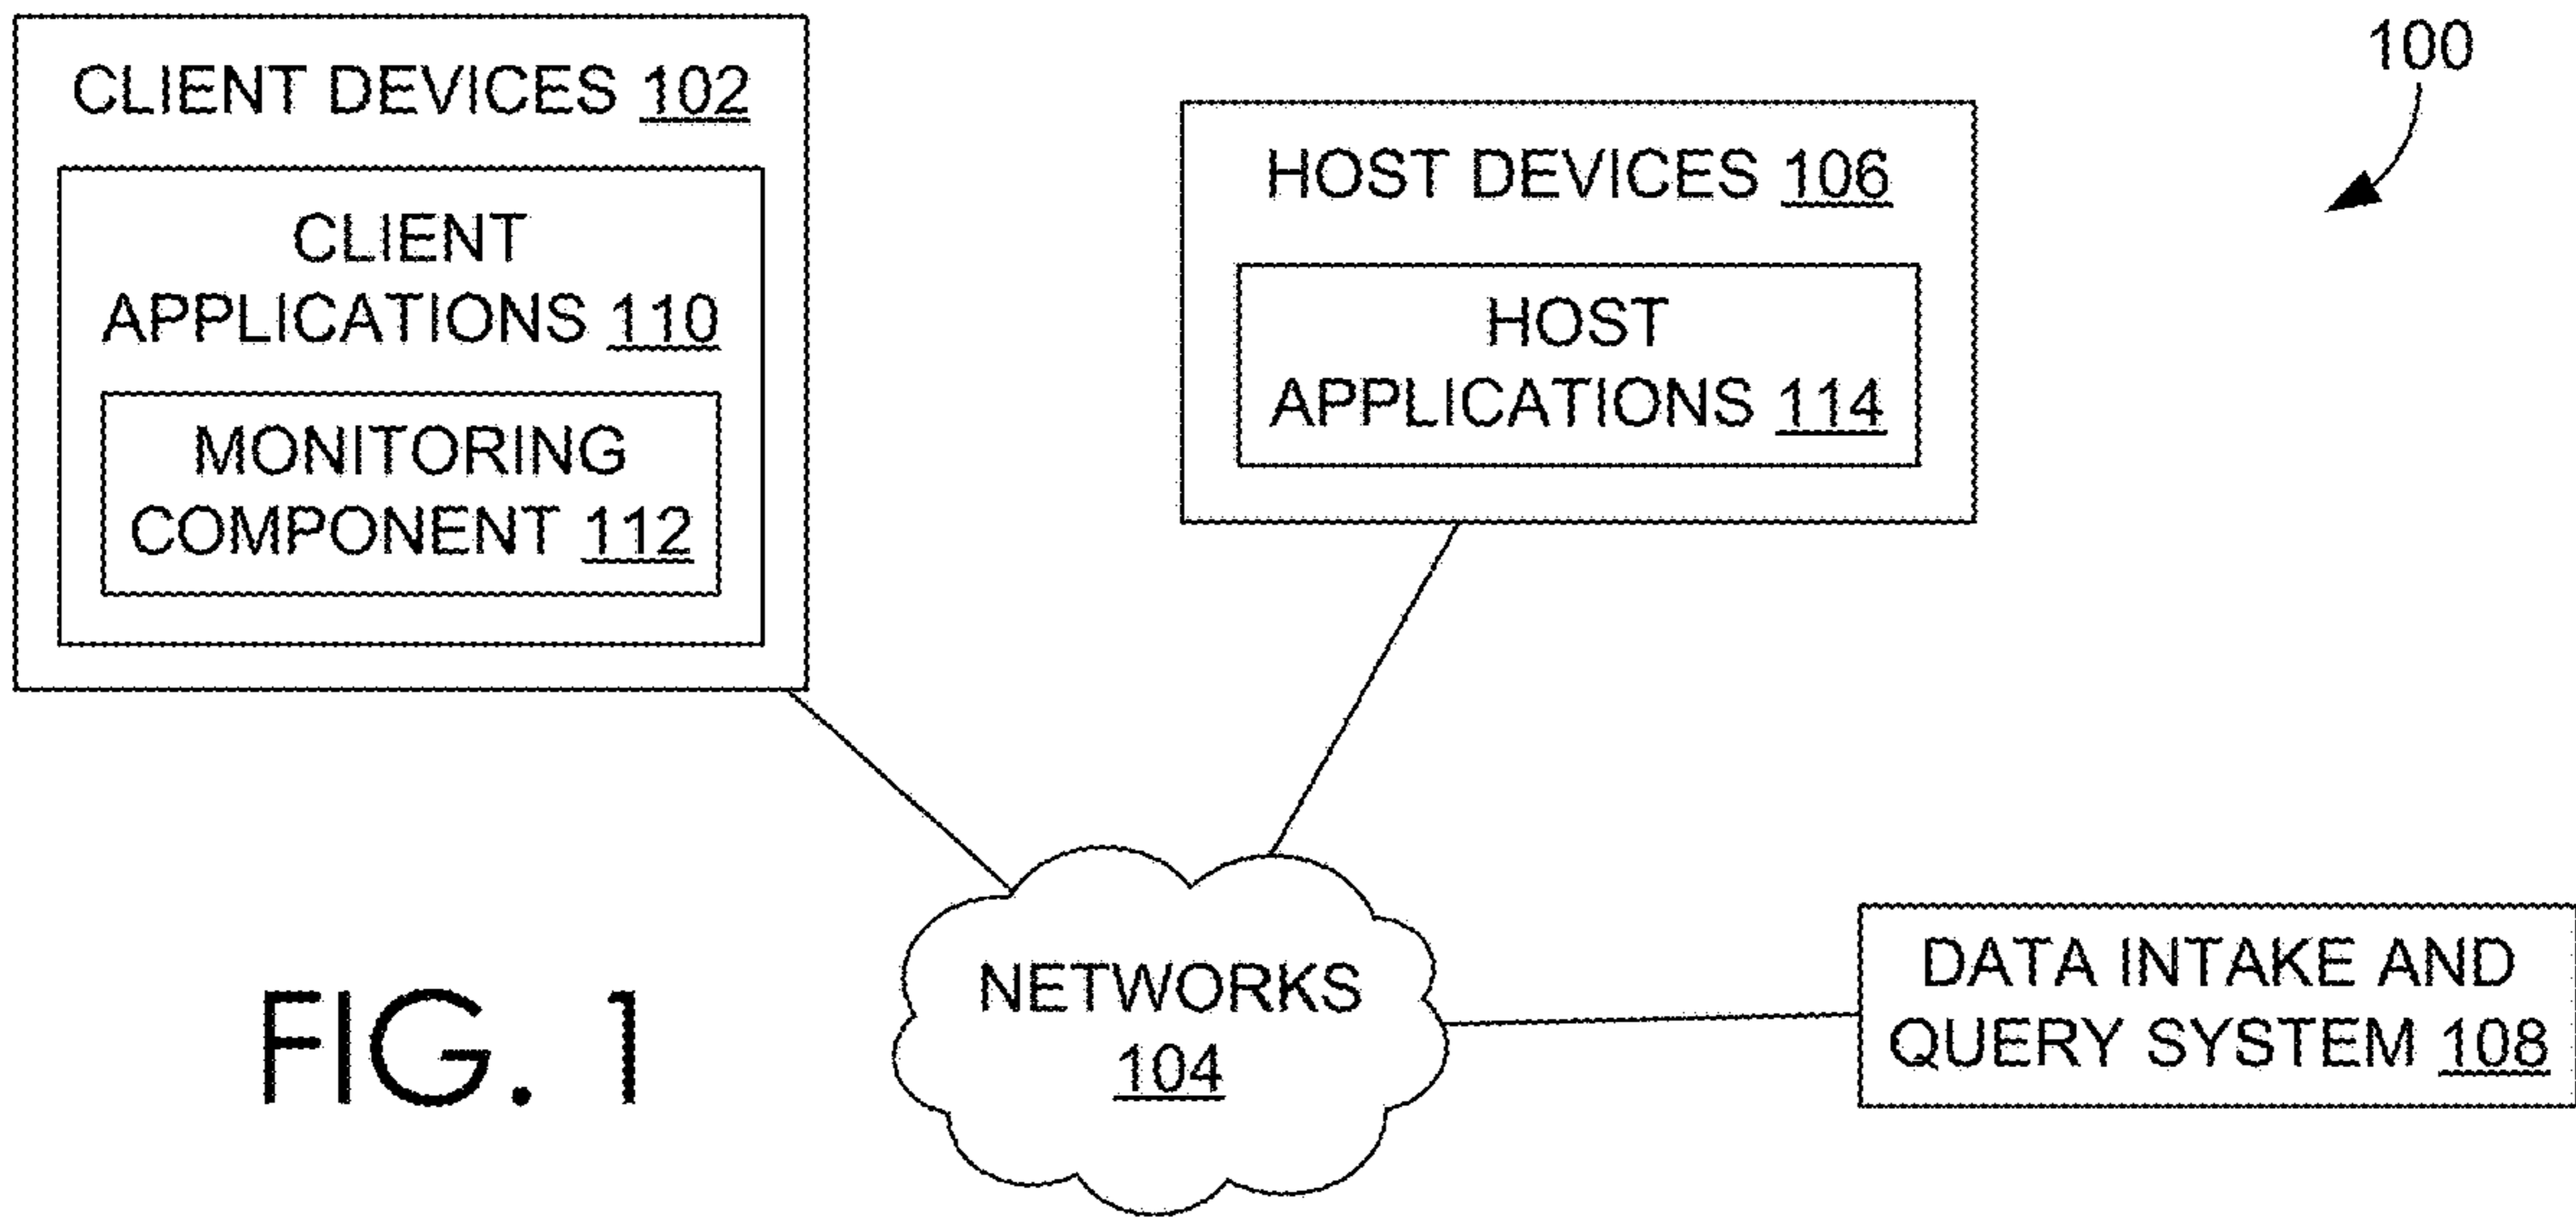 CLIENT DEVICES 102
CLIENT
APPLICATIONS 110
MONITORING
COMPONENT 112
HOST DEVICES 106
HOST
APPLICATIONS 114
100
NETWORKS
104
DATA INTAKE AND
QUERY SYSTEM 108
FIG. 1